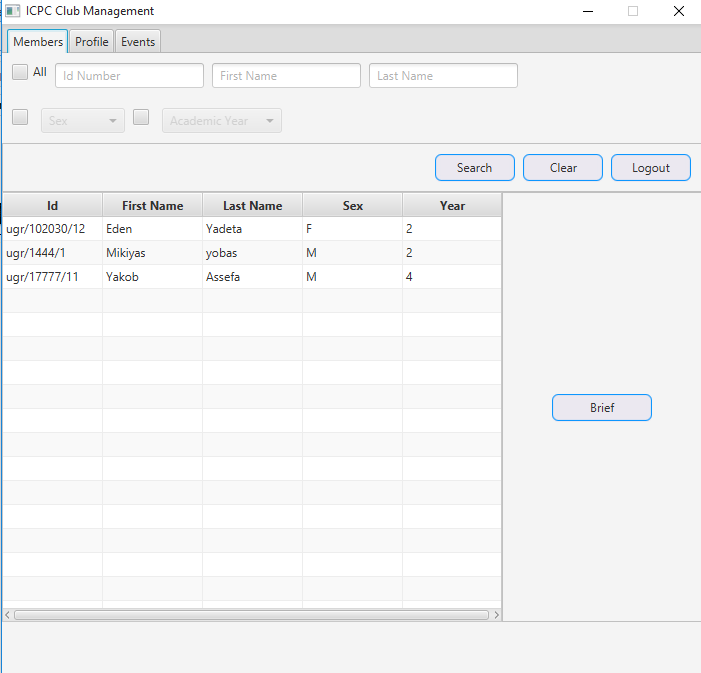 ICPC Club Management
Members Profile Events
All Id Number First Name Last Name
Sex Academic Year
Search Clear Logout
Id First Name Last Name Sex Year
ugr/102030/12 Eden Yadeta F 2
ugr/1444/1 Mikiyas yobas M 2
ugr/17777/11 Yakob Assefa M 4
Brief